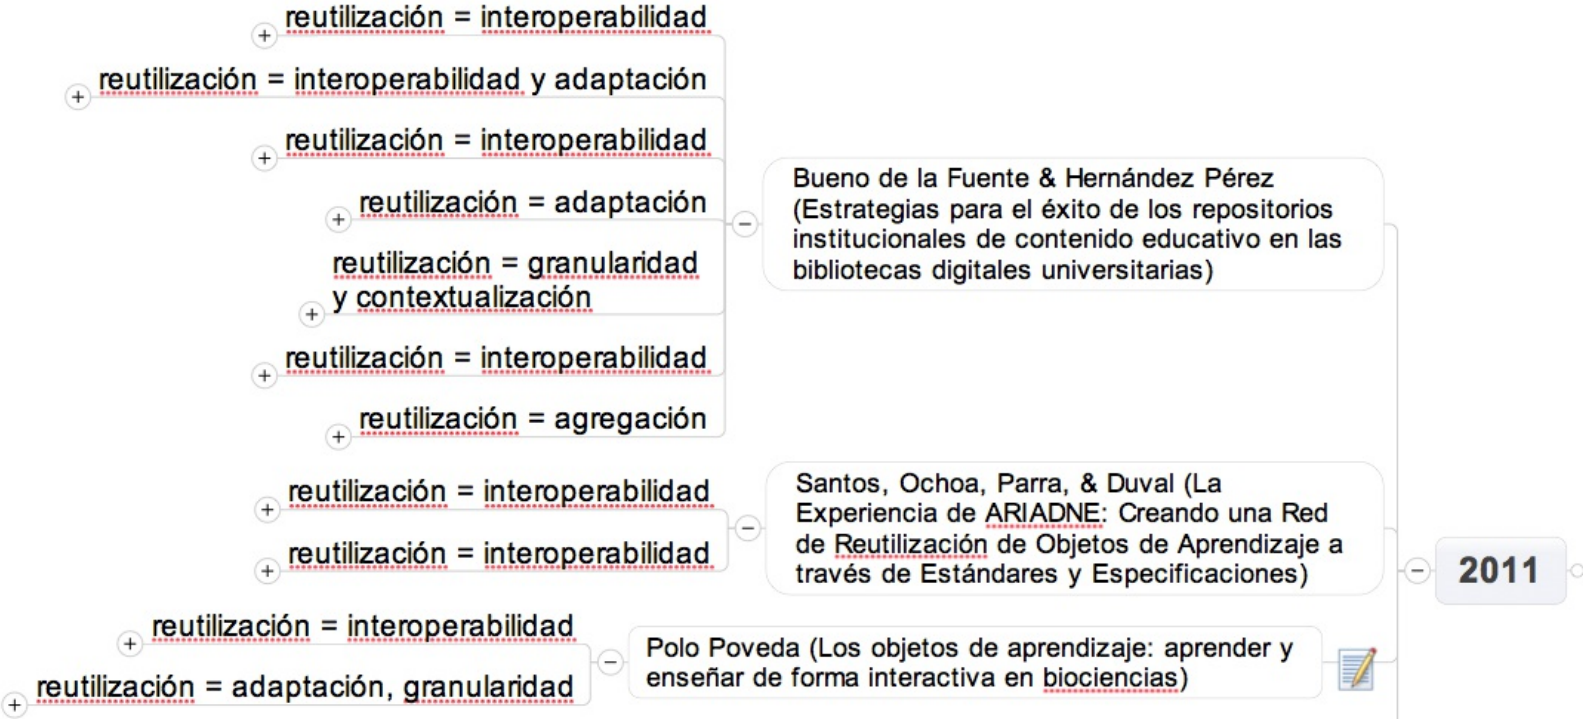 reutilización = interoperabilidad
reutilización = interoperabilidad y adaptación
reutilización = interoperabilidad
reutilización = adaptación
reutilización = granularidad
y contextualización
reutilización = interoperabilidad
reutilización = agregación
Bueno de la Fuente & Hernández Pérez
(Estrategias para el éxito de los repositorios
institucionales de contenido educativo en las
bibliotecas digitales universitarias)
reutilización = interoperabilidad
reutilización = interoperabilidad
Santos, Ochoa, Parra, & Duval (La
Experiencia de ARIADNE: Creando una Red
de Reutilización de Objetos de Aprendizaje a
través de Estándares y Especificaciones)
reutilización = interoperabilidad
reutilización = adaptación, granularidad
Polo Poveda (Los objetos de aprendizaje: aprender y
enseñar de forma interactiva en biociencias)
2011